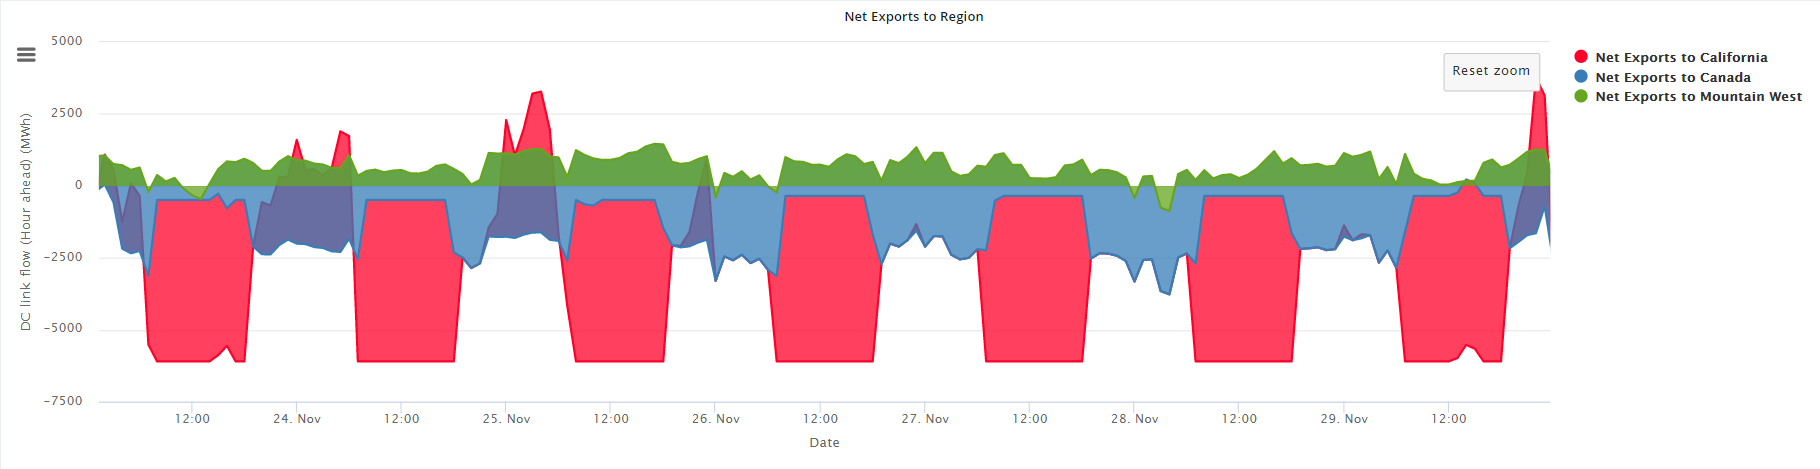 Net Exports to Region
5000
2500
0
-2500
-5000
-7500
DC link flow (Hour ahead) (MWh)
Reset zoom
Net Exports to California
Net Exports to Canada
Net Exports to Mountain West
12:00 24. Nov 12:00 25. Nov 12:00 26. Nov 12:00 27. Nov 12:00 28. Nov 12:00 29. Nov 12:00
Date